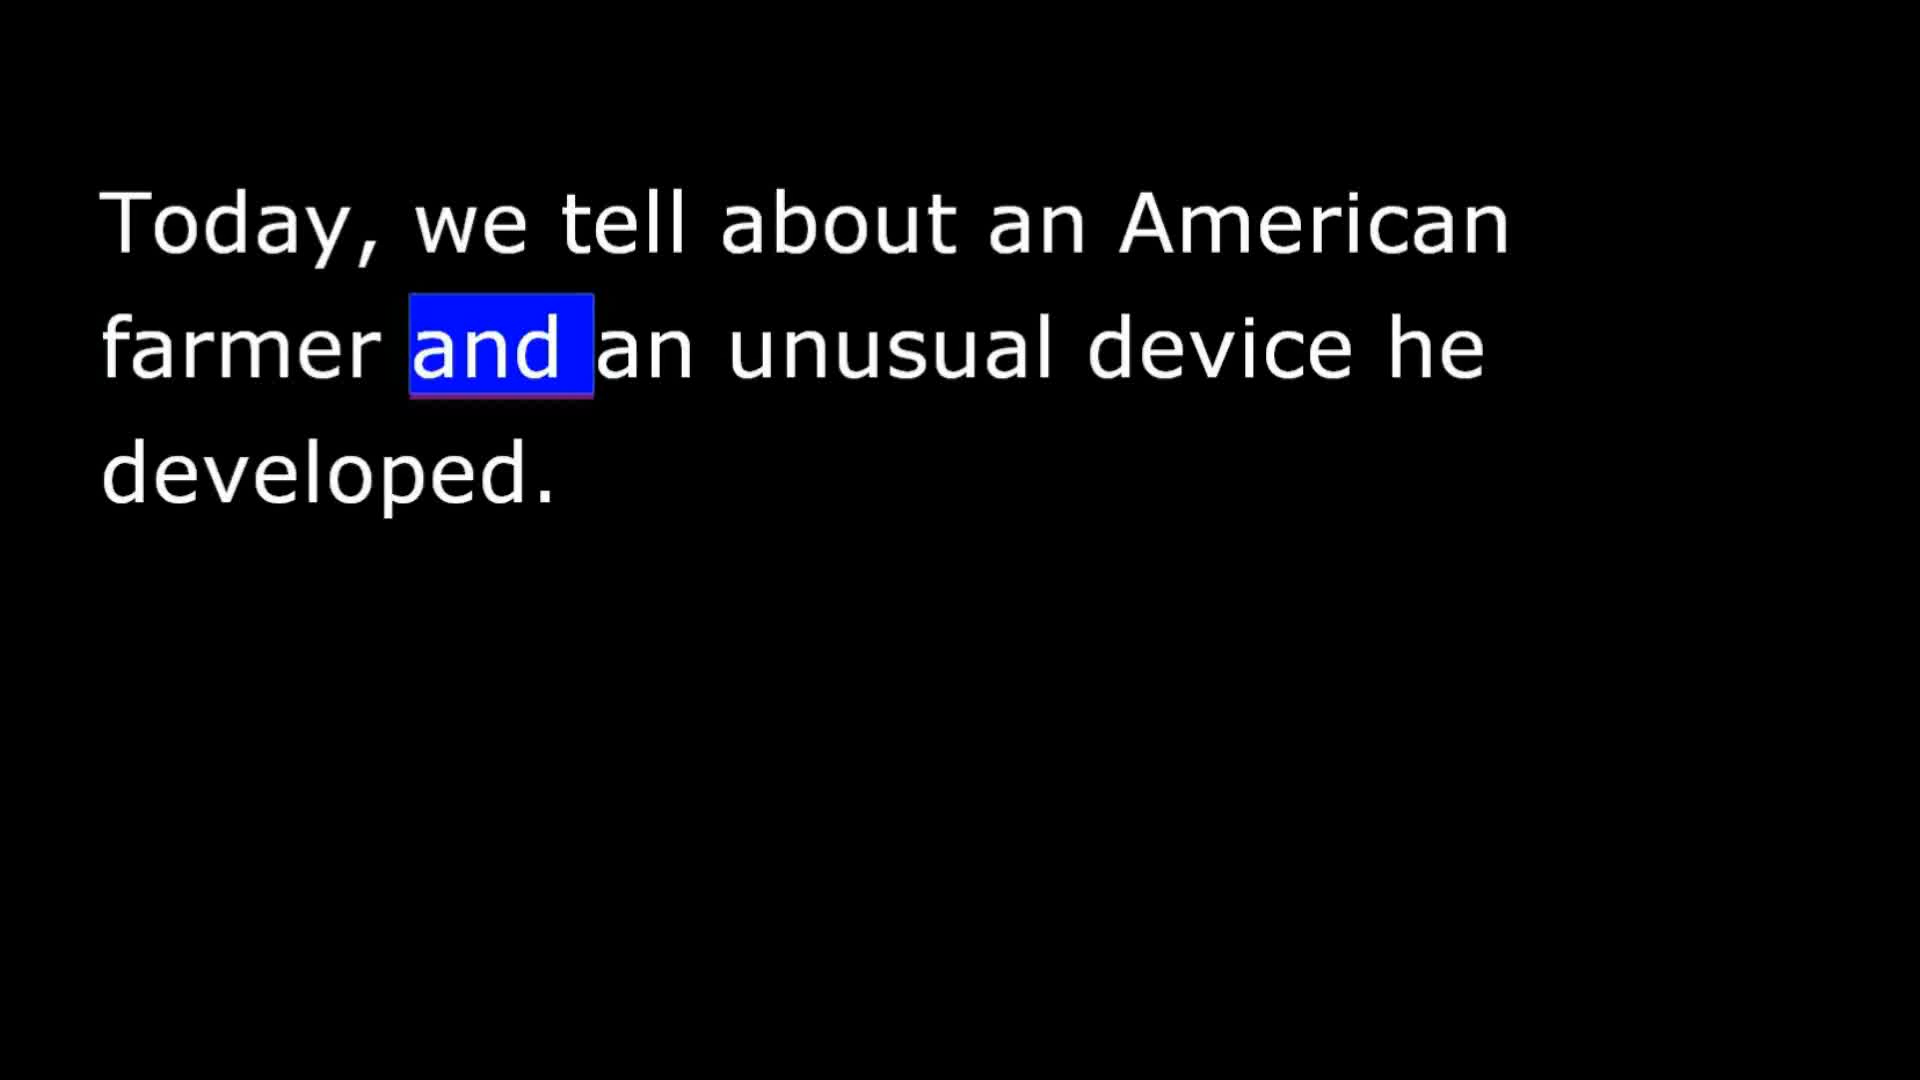 Today, we tell about an American
farmer and an unusual device he
developed.